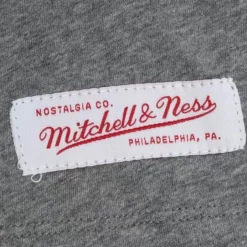 NOSTALGIA CO.
Mitchell & Ness
PHILADELPHIA, PA.